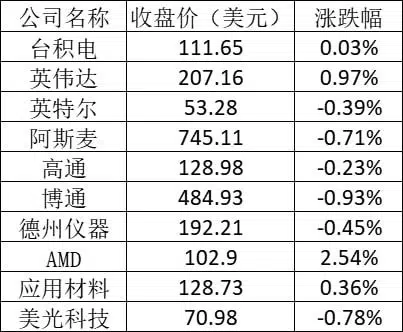 公司名称 收盘价（美元） 涨跌幅
台积电 111.65 0.03%
英伟达 207.16 0.97%
英特尔 53.28 -0.39%
阿斯麦 745.11 -0.71%
高通 128.98 -0.23%
博通 484.93 -0.93%
德州仪器 192.21 -0.45%
AMD 102.9 2.54%
应用材料 128.73 0.36%
美光科技 70.98 -0.78%